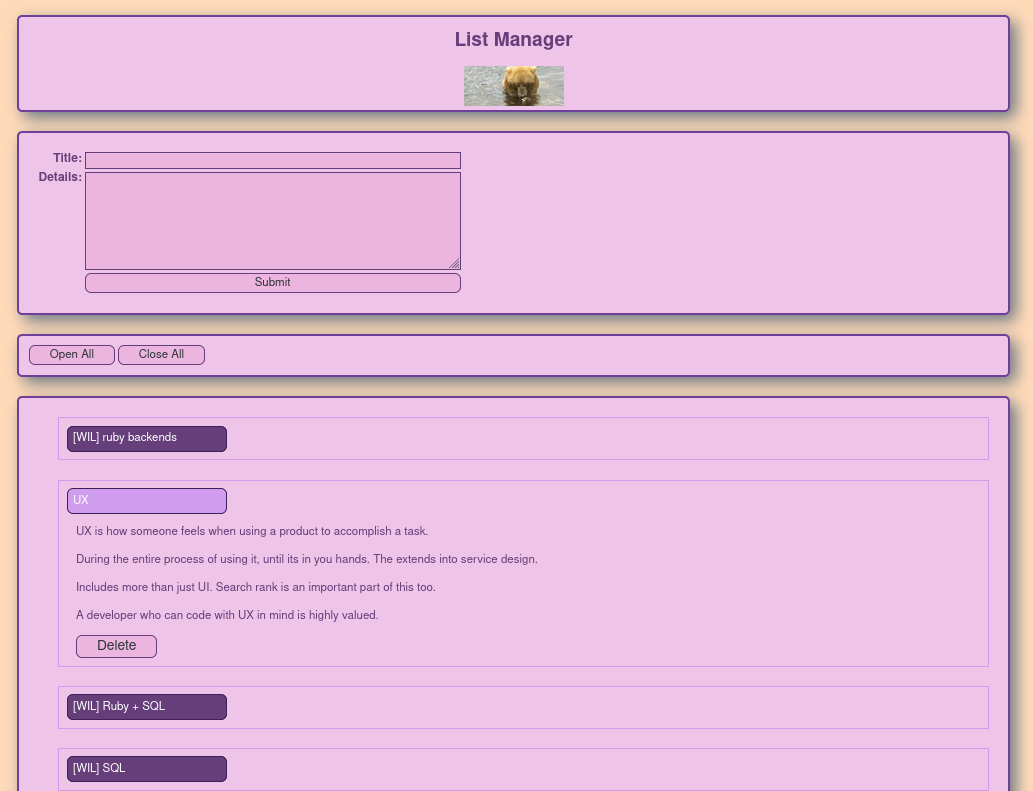 List Manager
Title:
Details:
Submit
Open All Close All
[WIL] ruby backends
UX
UX is how someone feels when using a product to accomplish a task.
During the entire process of using it, until its in you hands. The extends into service design.
Includes more than just UI. Search rank is an important part of this too.
A developer who can code with UX in mind is highly valued.
Delete
[WIL] Ruby + SQL
[WIL] SQL